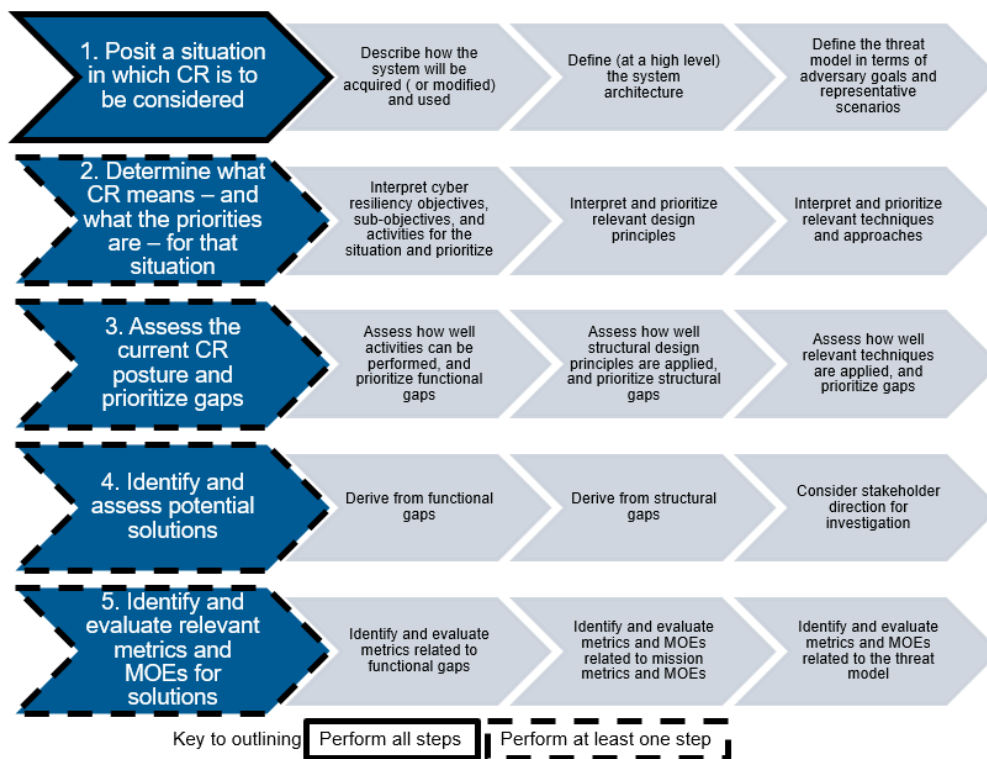 1. Posit a situation
in which CR is to
be considered
Describe how the
system will be
acquired ( or modified)
and used
Define (at a high level)
the system
architecture
Define the threat
model in terms of
adversary goals and
representative
scenarios
2. Determine what
CR means – and
what the priorities
are – for that
situation
Interpret cyber
resiliency objectives,
sub-objectives, and
activities for the
situation and prioritize
Interpret and prioritize
relevant design
principles
Interpret and prioritize
relevant techniques
and approaches
3. Assess the
current CR
posture and
prioritize gaps
Assess how well
activities can be
performed, and
prioritize functional
gaps
Assess how well
structural design
principles are applied,
and prioritize structural
gaps
Assess how well
relevant techniques
are applied, and
prioritize gaps
4. Identify and
assess potential
solutions
Derive from functional
gaps
Derive from structural
gaps
Consider stakeholder
direction for
investigation
5. Identify and
evaluate relevant
metrics and
MOEs for
solutions
Identify and evaluate
metrics related to
functional gaps
Identify and evaluate
metrics and MOEs
related to mission
metrics and MOEs
Identify and evaluate
metrics and MOEs
related to the threat
model
Key to outlining
Perform all steps
Perform at least one step